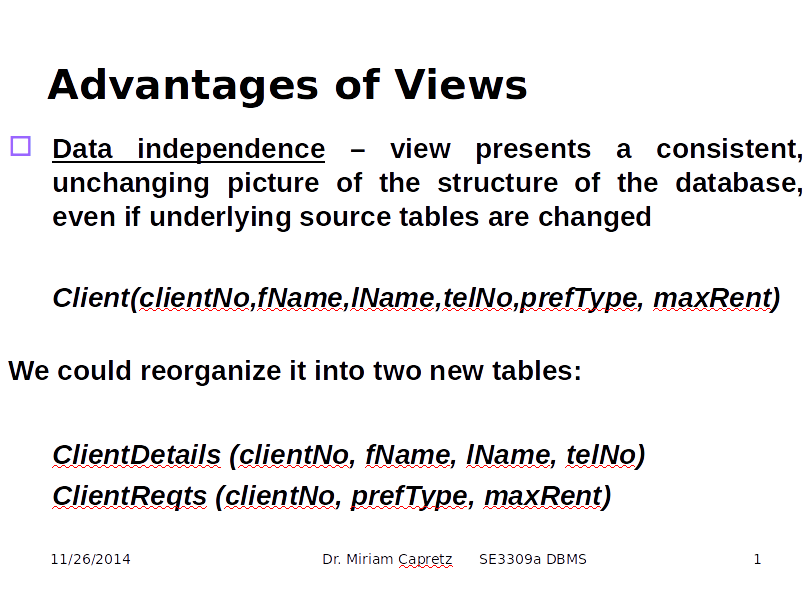 Advantages of Views
Data independence – view presents a consistent,
unchanging picture of the structure of the database,
even if underlying source tables are changed
Client(clientNo,fName,lName,telNo,prefType, maxRent)
We could reorganize it into two new tables:
ClientDetails (clientNo, fName, lName, telNo)
ClientReqts (clientNo, prefType, maxRent)
11/26/2014 Dr. Miriam Capretz SE3309a DBMS 1